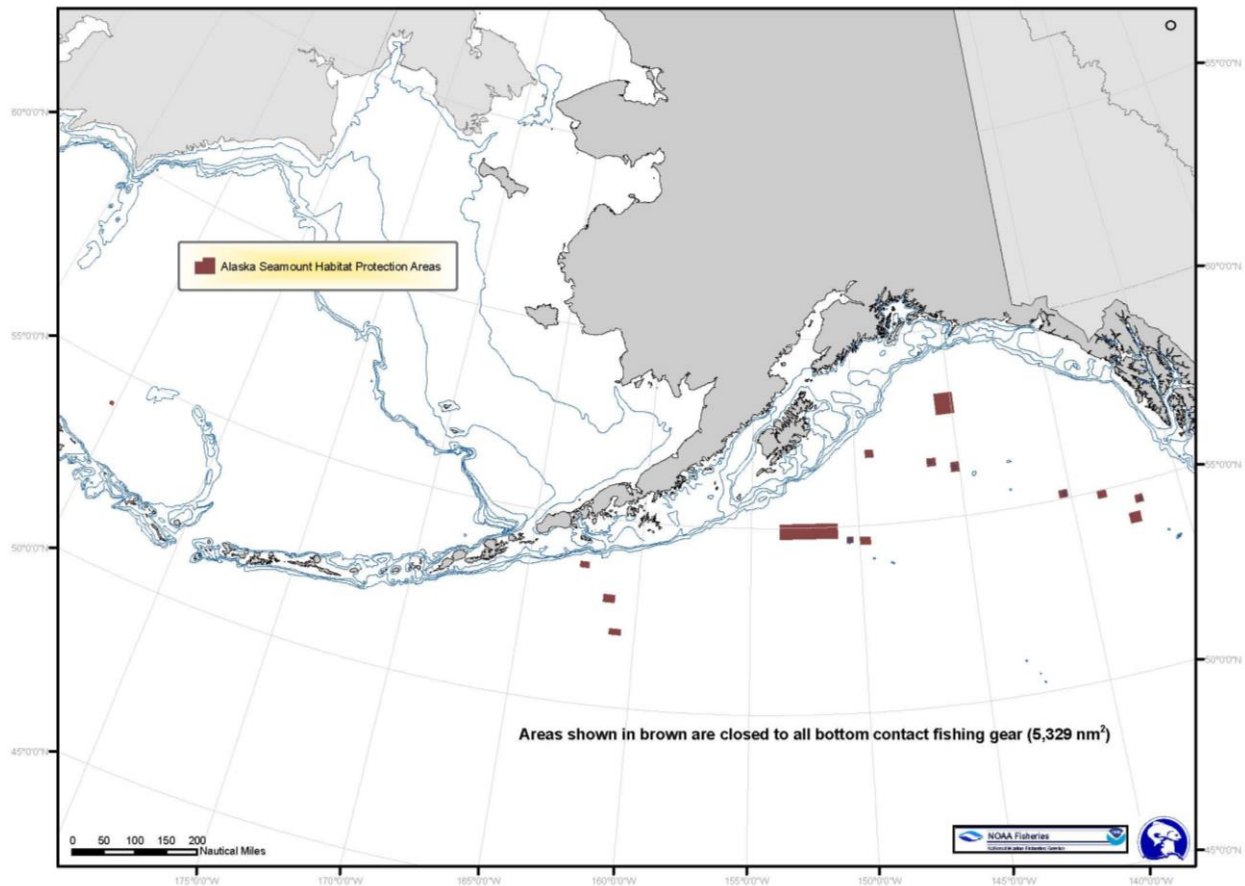 60°0'0"N
65°0'0"N
Alaska Seamount Habitat Protection Areas
60°0'0"N
55°0'0"N
55°0'0"N
50°0'0"N
50°0'0"N
Areas shown in brown are closed to all bottom contact fishing gear (5,329 nm²)
45°0'0"N
0 50 100 150 200
Nautical Miles
NOAA Fisheries
National Marine Fisheries Service
45°0'0"N
175°0'0"W 170°0'0"W 165°0'0"W 160°0'0"W 155°0'0"W 150°0'0"W 145°0'0"W 140°0'0"W